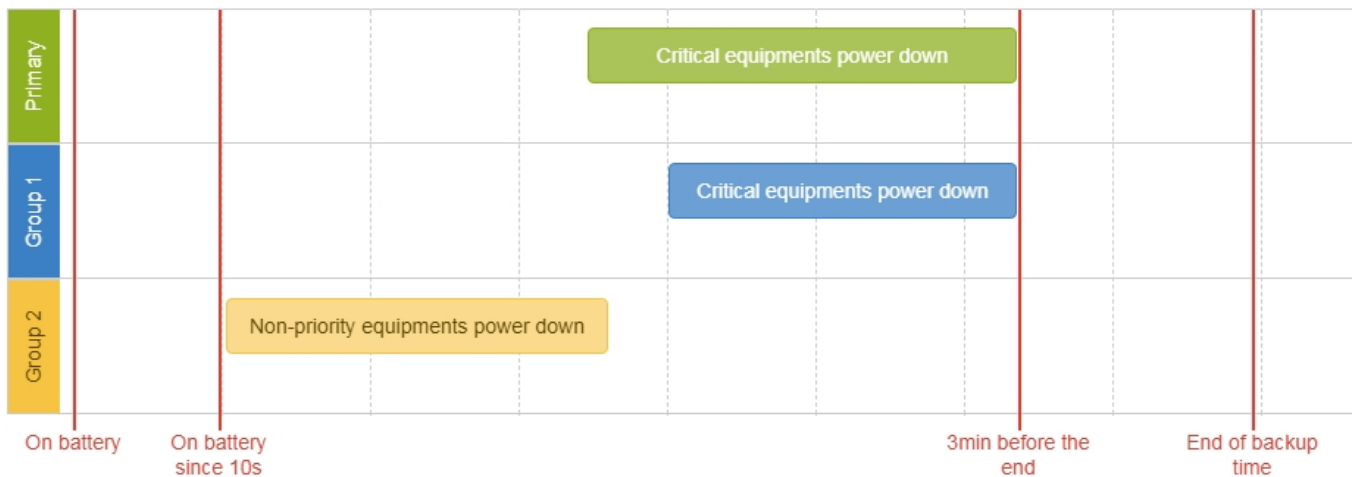 Primary
Critical equipments power down
Group 1
Critical equipments power down
Group 2
Non-priority equipments power down
On battery
On battery
since 10s
3min before the
end
End of backup
time